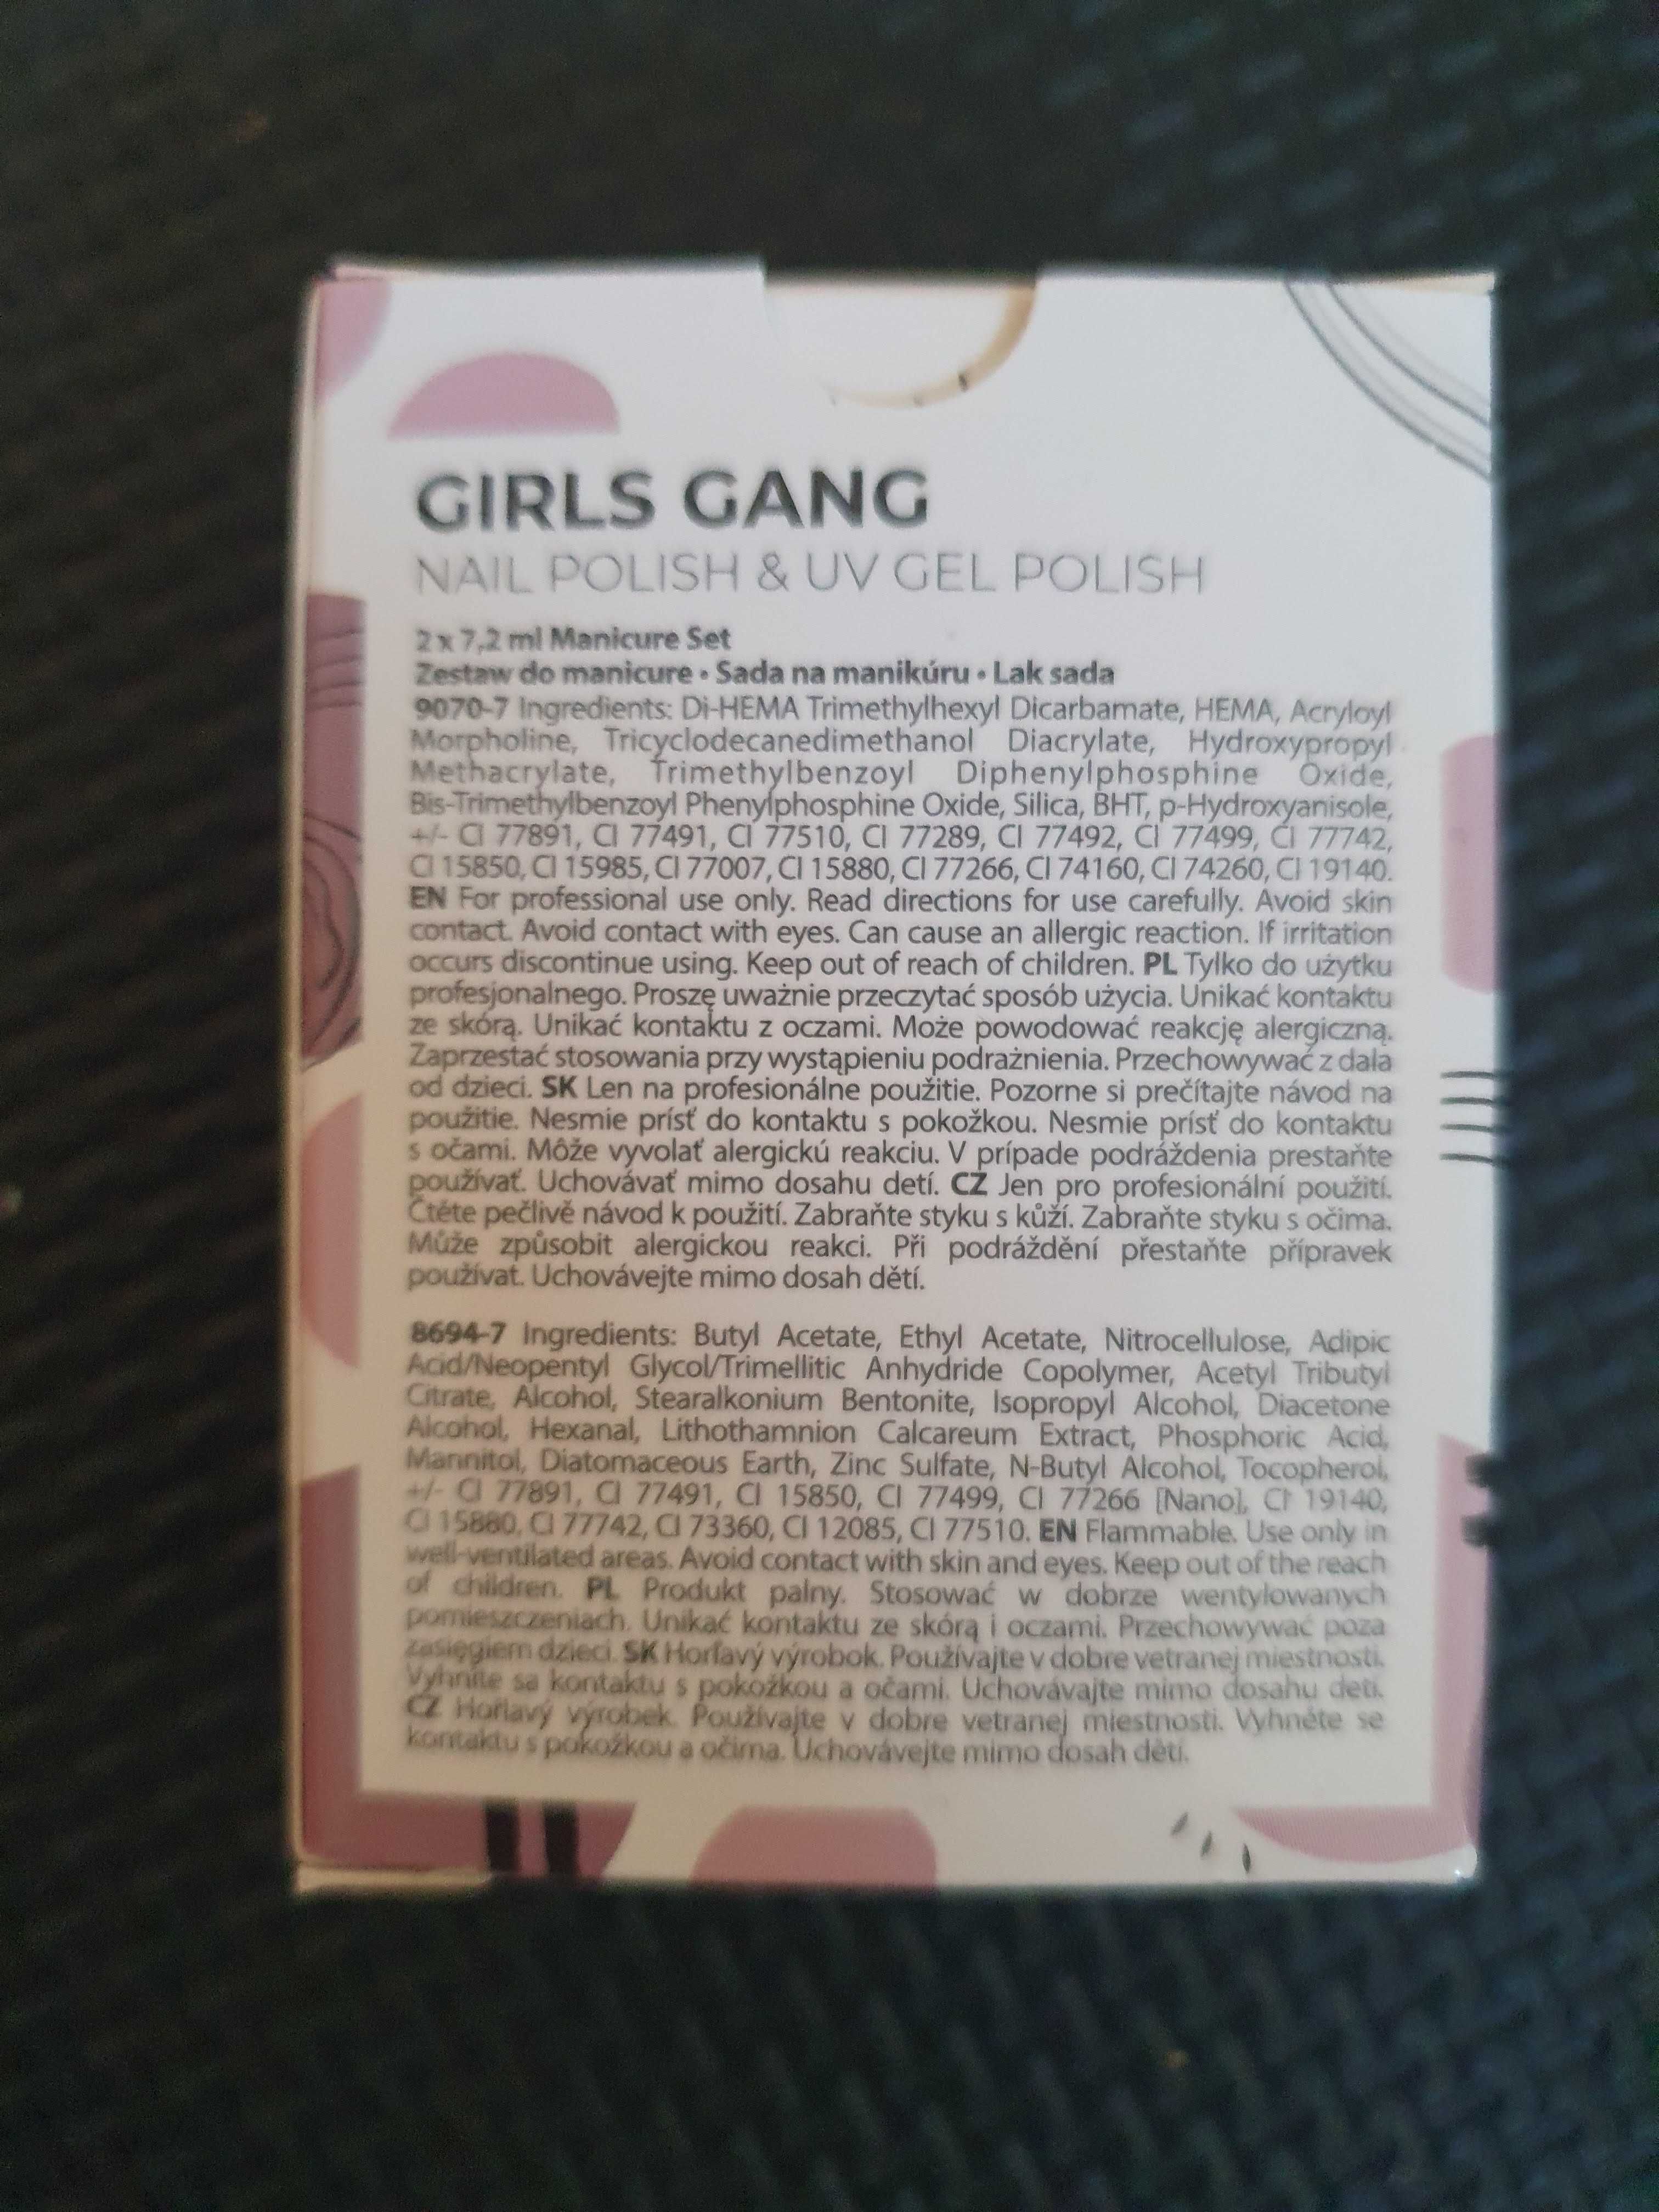 GIRLS GANG
NAIL POLISH & UV GEL POLISH
2 x 7,2 ml Manicure Set
Zestaw do manicure • Sada na manikúru • Lak sada
9070-7 Ingredients: Di-HEMA Trimethylhexyl Dicarbamate, HEMA, Acryloyl
Morpholine, Tricyclodecanedimethanol Diacrylate, Hydroxypropyl
Methacrylate, Trimethylbenzoyl Diphenylphosphine Oxide,
Bis-Trimethylbenzoyl Phenylphosphine Oxide, Silica, BHT, p-Hydroxyanisole,
+/- CI 77891, CI 77491, CI 77510, CI 77289, CI 77492, CI 77499, CI 77742,
CI 15850, CI 15985, CI 77007, CI 15880, CI 77266, CI 74160, CI 74260, CI 19140.
EN For professional use only. Read directions for use carefully. Avoid skin
contact. Avoid contact with eyes. Can cause an allergic reaction. If irritation
occurs discontinue using. Keep out of reach of children. PL Tylko do użytku
profesjonalnego. Proszę uważnie przeczytać sposób użycia. Unikać kontaktu
ze skórą. Unikać kontaktu z oczami. Może powodować reakcję alergiczną.
Zaprzestać stosowania przy wystąpieniu podrażnienia. Przechowywać z dala
od dzieci. SK Len na profesionálne použitie. Pozorne si prečítajte návod na
použitie. Nesmie prísť do kontaktu s pokožkou. Nesmie prísť do kontaktu
s očami. Môže vyvolať alergickú reakciu. V prípade podráždenia prestaňte
používať. Uchovávať mimo dosahu detí. CZ Jen pro profesionální použití.
Čtěte pečlivě návod k použití. Zabraňte styku s kůží. Zabraňte styku s očima.
Může způsobit alergickou reakci. Při podráždění přestaňte přípravek
používat. Uchovávejte mimo dosah dětí.
8694-7 Ingredients: Butyl Acetate, Ethyl Acetate, Nitrocellulose, Adipic
Acid/Neopentyl Glycol/Trimellitic Anhydride Copolymer, Acetyl Tributyl
Citrate, Alcohol, Stearalkonium Bentonite, Isopropyl Alcohol, Diacetone
Alcohol, Hexanal, Lithothamnion Calcareum Extract, Phosphoric Acid,
Mannitol, Diatomaceous Earth, Zinc Sulfate, N-Butyl Alcohol, Tocopherol,
+/- CI 77891, CI 77491, CI 15850, CI 77499, CI 77266 [Nano], CI 19140,
CI 15880, CI 77742, CI 73360, CI 12085, CI 77510. EN Flammable. Use only in
well-ventilated areas. Avoid contact with skin and eyes. Keep out of the reach
of children. PL Produkt palny. Stosować w dobrze wentylowanych
pomieszczeniach. Unikać kontaktu ze skórą i oczami. Przechowywać poza
zasięgiem dzieci. SK Horľavý výrobok. Používajte v dobre vetranej miestnosti.
Vyhnite sa kontaktu s pokožkou a očami. Uchovávajte mimo dosahu detí.
CZ Hořlavý výrobek. Používajte v dobre vetranej miestnosti. Vyhněte se
kontaktu s pokožkou a očima. Uchovávejte mimo dosah dětí.